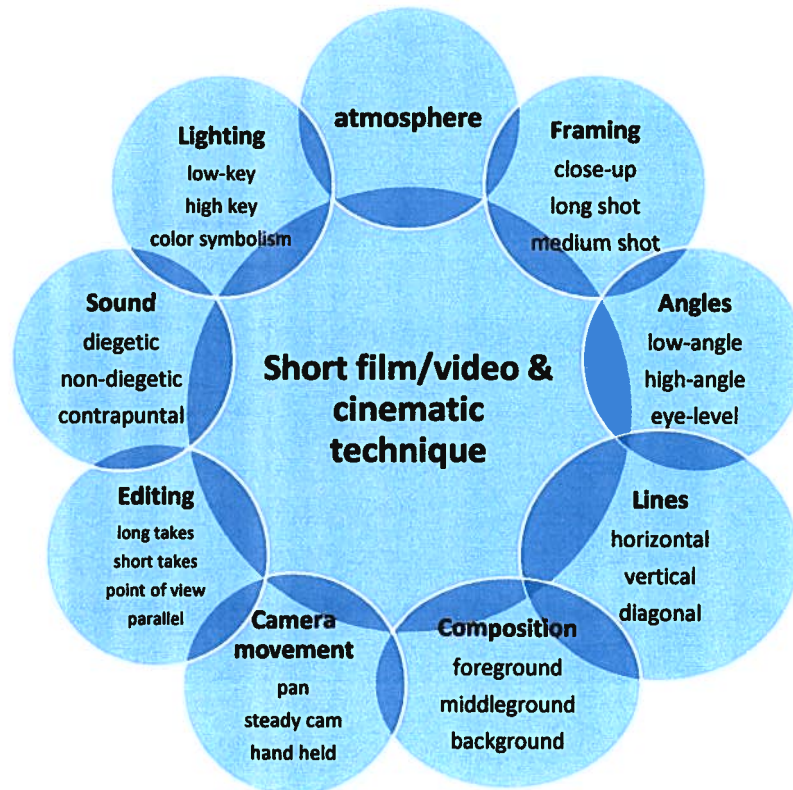 atmosphere
Framing
close-up
long shot
medium shot
Angles
low-angle
high-angle
eye-level
Lines
horizontal
vertical
diagonal
Composition
foreground
middleground
background
Camera
movement
pan
steady cam
hand held
Editing
long takes
short takes
point of view
parallel
Sound
diegetic
non-diegetic
contrapuntal
Lighting
low-key
high key
color symbolism
Short film/video &
cinematic
technique